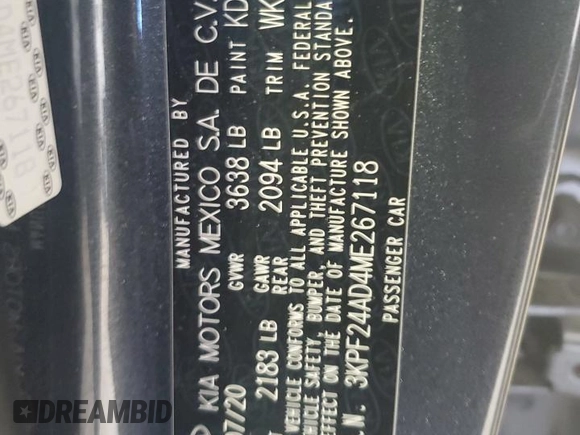 MANUFACTURED BY
KIA MOTORS MEXICO S.A. DE C.V.
07/20 GVWR 3638 LB PAINT KD
2183 LB GAWR REAR 2094 LB TRIM WK
VEHICLE CONFORMS TO ALL APPLICABLE U.S.A. FEDERAL
VEHICLE SAFETY, BUMPER, AND THEFT PREVENTION STANDA
EFFECT ON THE DATE OF MANUFACTURE SHOWN ABOVE.
I.N. 3KPF24AD4ME267118
PASSENGER CAR
D4ME267118
KIA
DREAMBID